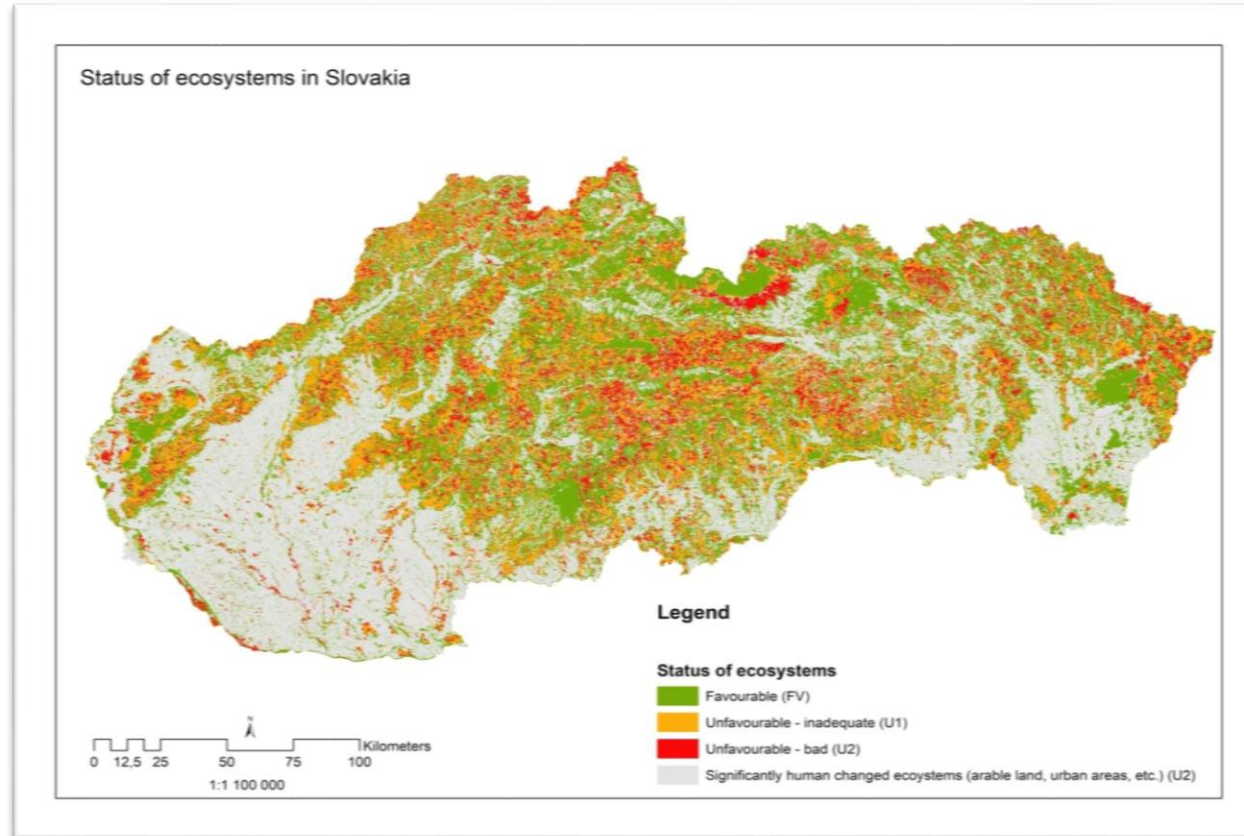 Status of ecosystems in Slovakia
Legend
Status of ecosystems
Favourable (FV)
Unfavourable - inadequate (U1)
Unfavourable - bad (U2)
Significantly human changed ecoystems (arable land, urban areas, etc.) (U2)
N
Kilometers
0 12,5 25 50 75 100
1:1 100 000